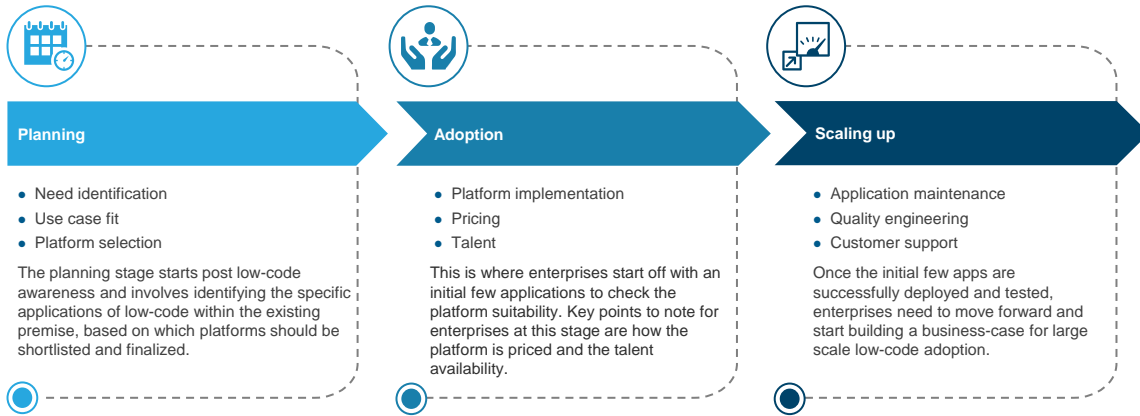 Planning
● Need identification
● Use case fit
● Platform selection
The planning stage starts post low-code
awareness and involves identifying the specific
applications of low-code within the existing
premise, based on which platforms should be
shortlisted and finalized.
Adoption
● Platform implementation
● Pricing
● Talent
This is where enterprises start off with an
initial few applications to check the
platform suitability. Key points to note for
enterprises at this stage are how the
platform is priced and the talent
availability.
Scaling up
● Application maintenance
● Quality engineering
● Customer support
Once the initial few apps are
successfully deployed and tested,
enterprises need to move forward and
start building a business-case for large
scale low-code adoption.